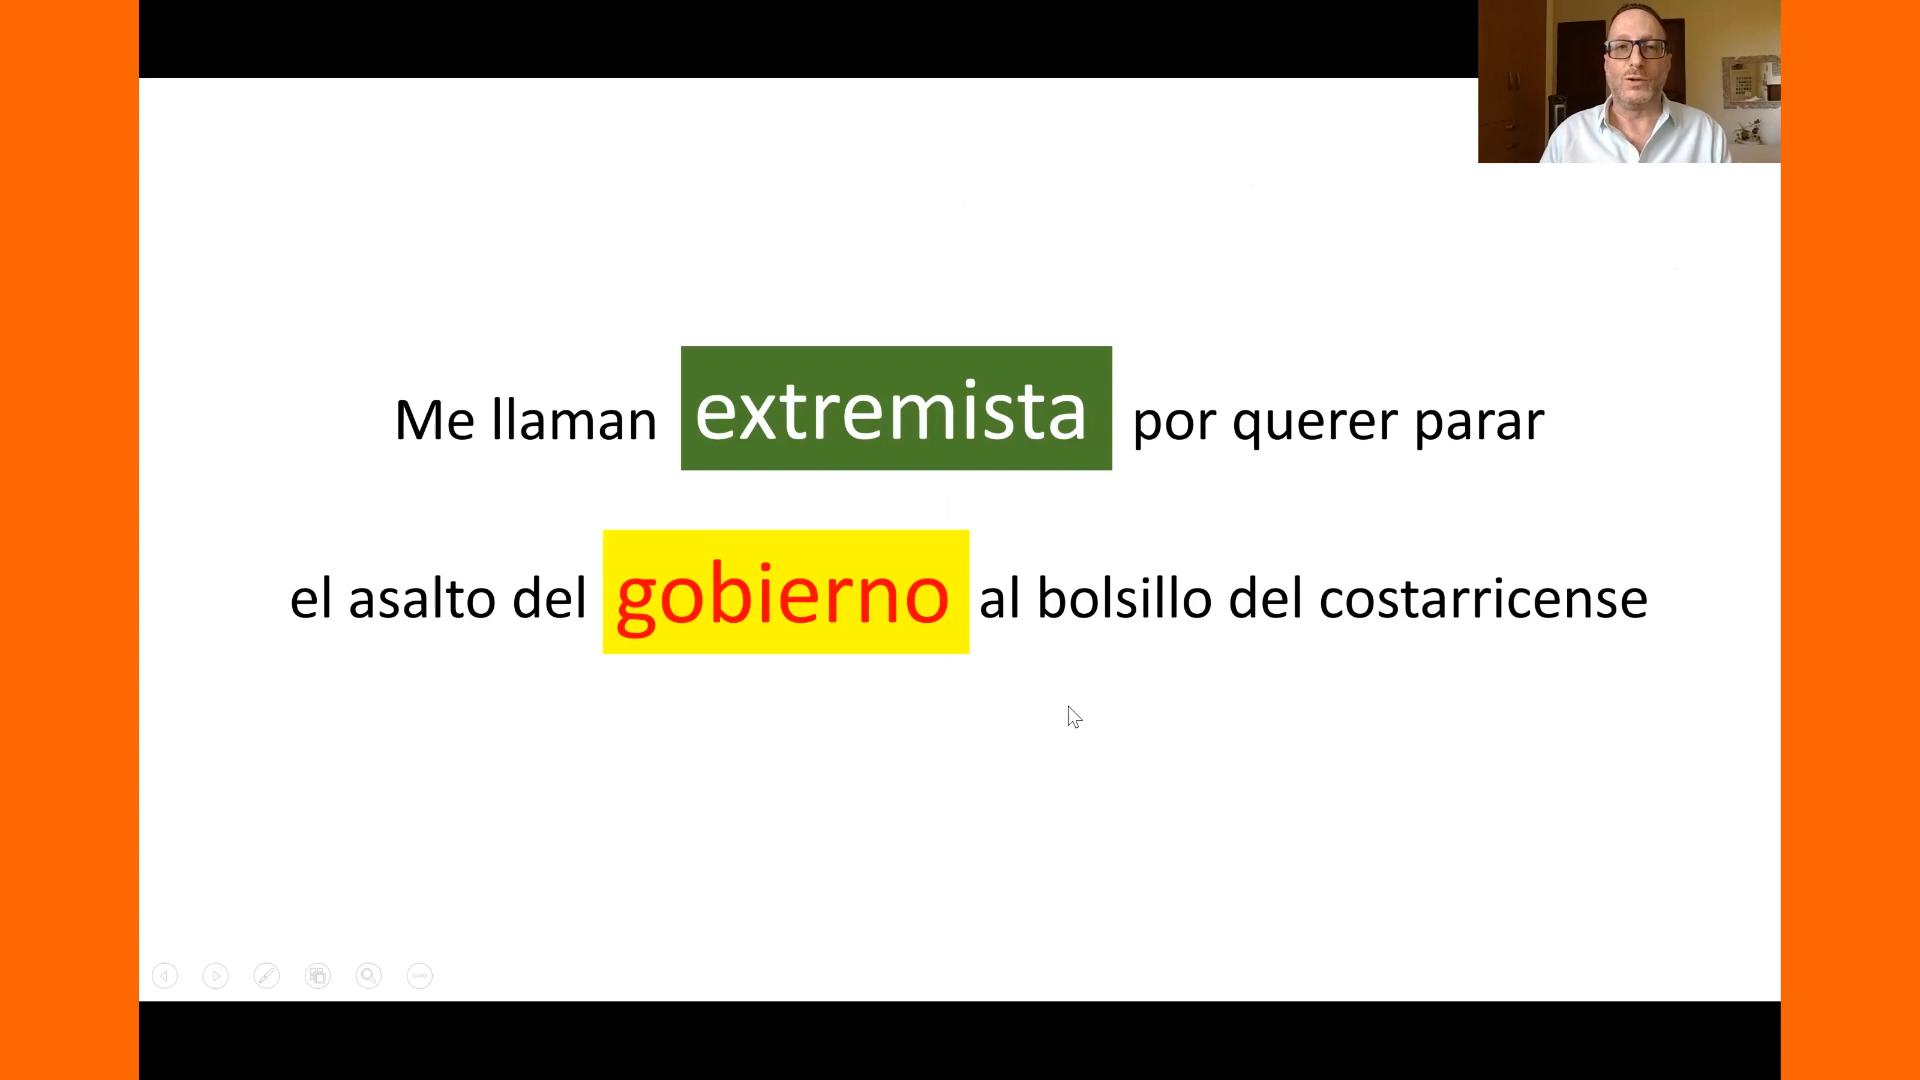 Me llaman extremista por querer parar
el asalto del gobierno al bolsillo del costarricense